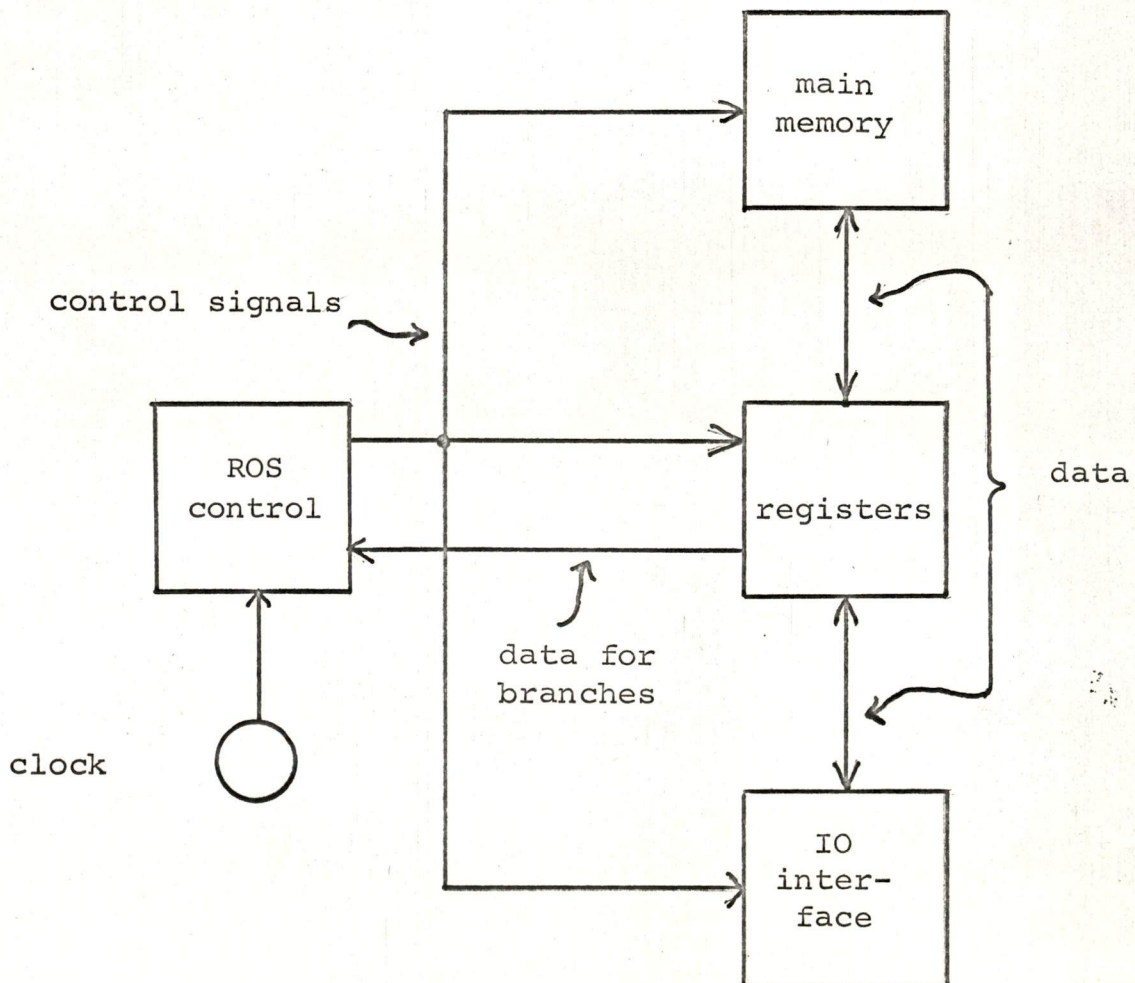 main
memory
control signals
ROS
control
registers
data
data for
branches
clock
IO
inter-
face